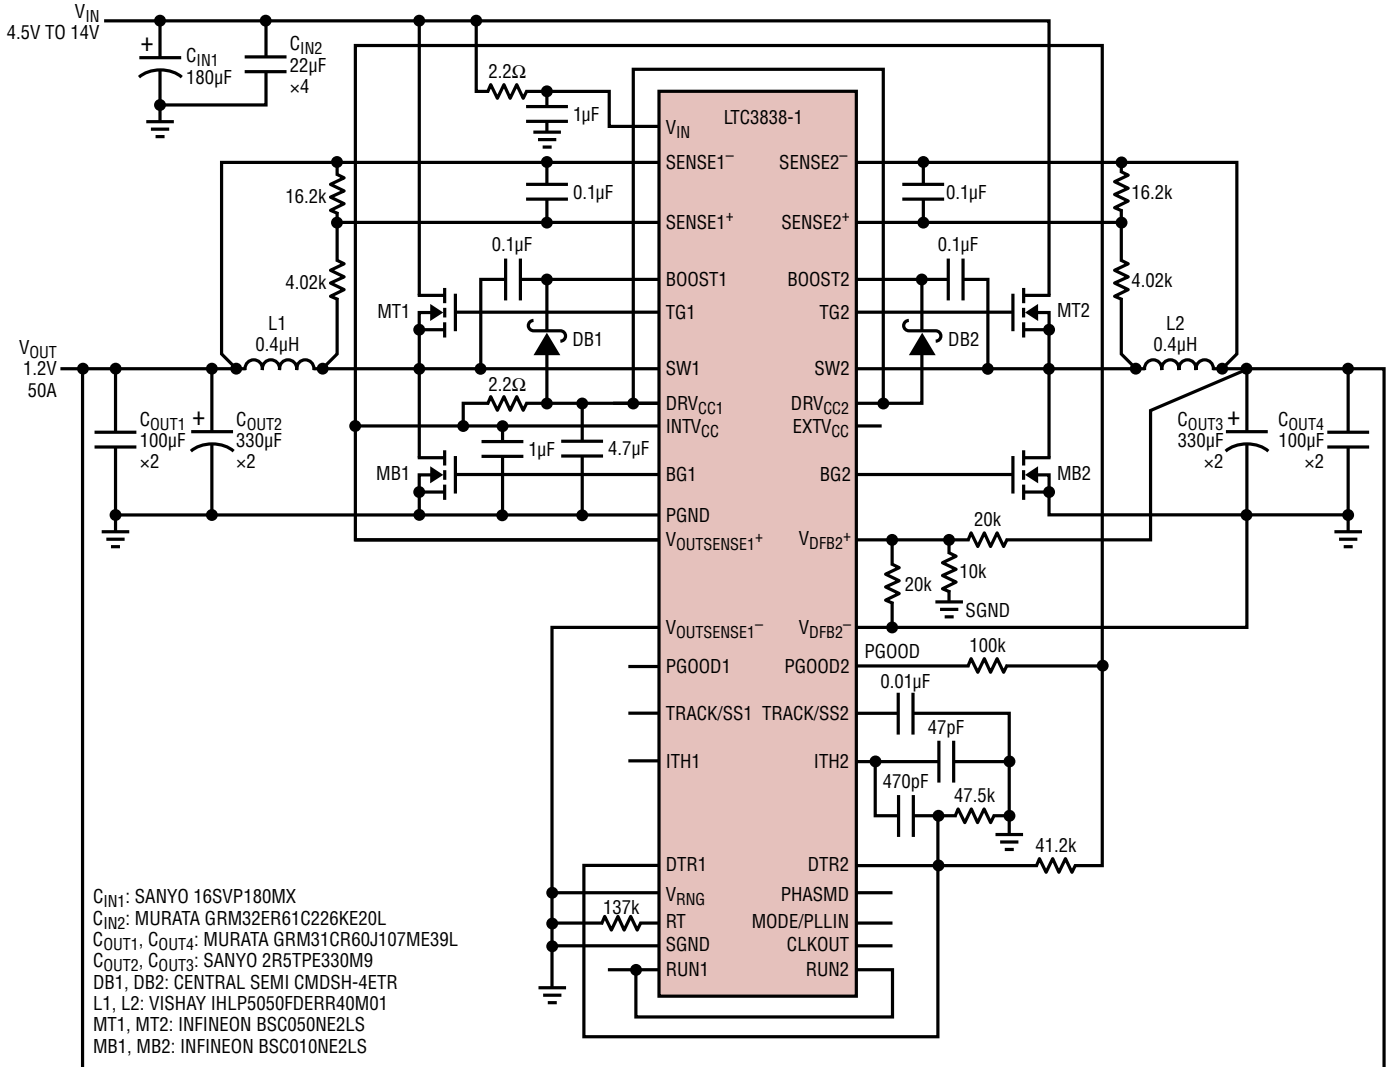 VIN
4.5V TO 14V
CIN1
180µF
CIN2
22µF
×4
+
2.2Ω
1µF
LTC3838-1
VIN
SENSE1–
SENSE2–
16.2k
0.1µF
0.1µF
16.2k
SENSE1+
SENSE2+
0.1µF
0.1µF
4.02k
BOOST1
BOOST2
4.02k
MT1
TG1
TG2
MT2
L1
0.4µH
DB1
DB2
L2
0.4µH
VOUT
1.2V
50A
SW1
SW2
2.2Ω
DRVCC1
DRVCC2
INTVCC
EXTVCC
COUT1
100µF
×2
+
COUT2
330µF
×2
1µF
4.7µF
COUT3
330µF
×2
+
COUT4
100µF
×2
MB1
BG1
BG2
MB2
PGND
20k
VOUTSENSE1+
VDFB2+
20k
10k
SGND
VOUTSENSE1–
VDFB2–
PGOOD
100k
PGOOD1
PGOOD2
0.01µF
TRACK/SS1
TRACK/SS2
47pF
ITH1
ITH2
470pF
47.5k
41.2k
DTR1
DTR2
VRNG
PHASMD
137k
RT
MODE/PLLIN
SGND
CLKOUT
RUN1
RUN2
CIN1: SANYO 16SVP180MX
CIN2: MURATA GRM32ER61C226KE20L
COUT1, COUT4: MURATA GRM31CR60J107ME39L
COUT2, COUT3: SANYO 2R5TPE330M9
DB1, DB2: CENTRAL SEMI CMDSH-4ETR
L1, L2: VISHAY IHLP5050FDERR40M01
MT1, MT2: INFINEON BSC050NE2LS
MB1, MB2: INFINEON BSC010NE2LS